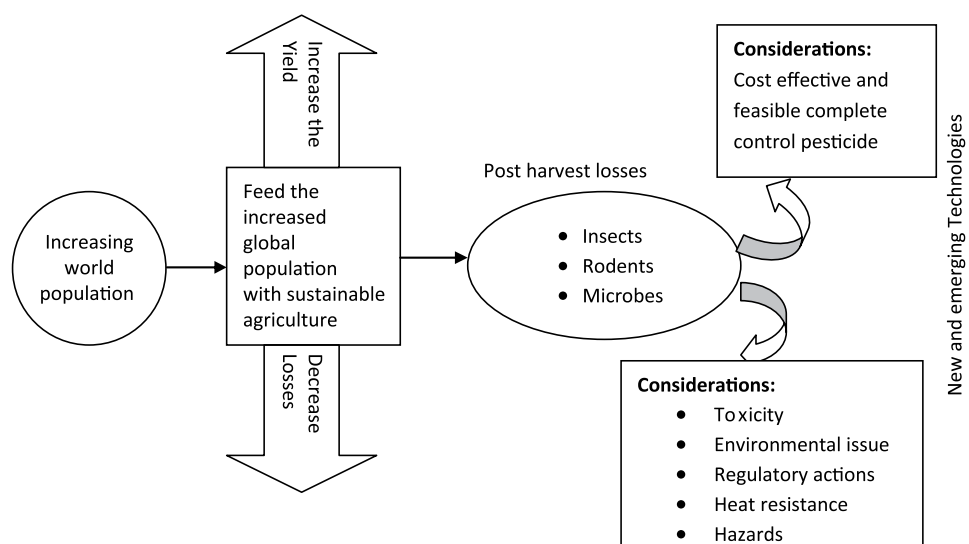 Increasing
world
population
Increase the
Yield
Feed the
increased
global
population
with sustainable
agriculture
Decrease
Losses
Post harvest losses
● Insects
● Rodents
● Microbes
Considerations:
Cost effective and
feasible complete
control pesticide
Considerations:
● Toxicity
● Environmental issue
● Regulatory actions
● Heat resistance
● Hazards
New and emerging Technologies